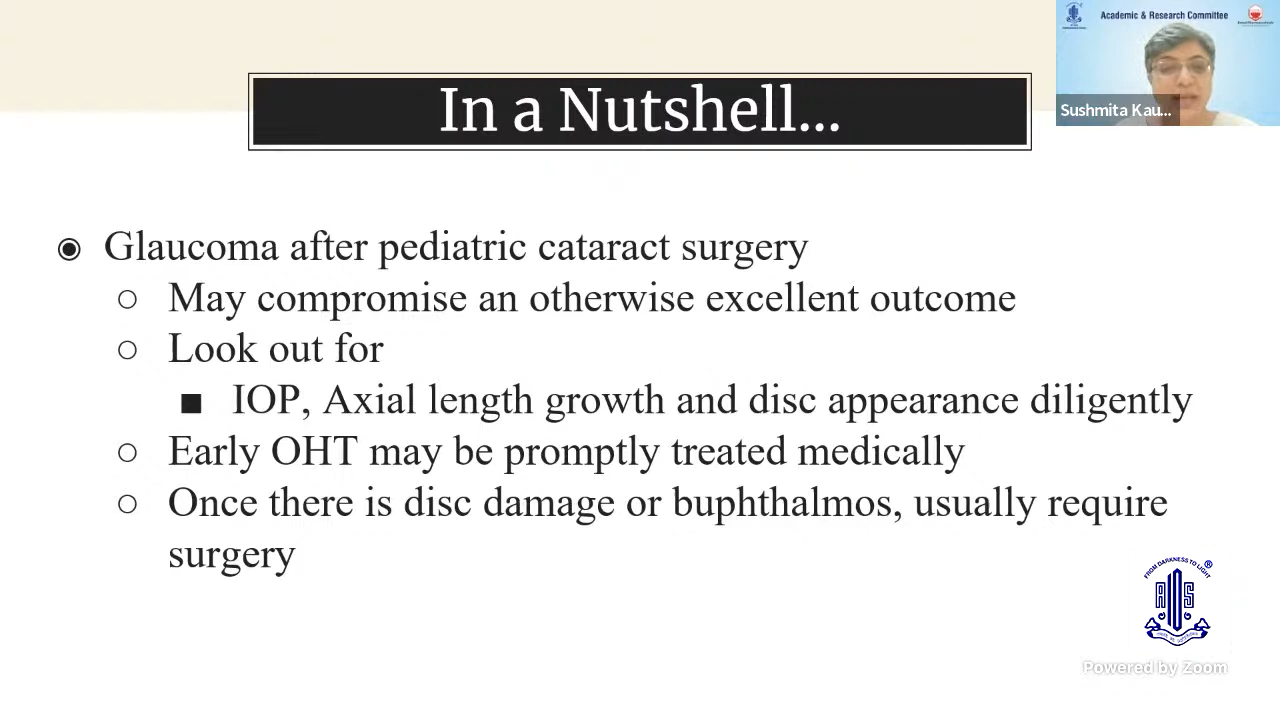 Academic & Research Committee
Sushmita Kau...
In a Nutshell...
Glaucoma after pediatric cataract surgery
May compromise an otherwise excellent outcome
Look out for
IOP, Axial length growth and disc appearance diligently
Early OHT may be promptly treated medically
Once there is disc damage or buphthalmos, usually require
surgery
FROM DARKNESS TO LIGHT ®
AIOS
Powered by Zoom